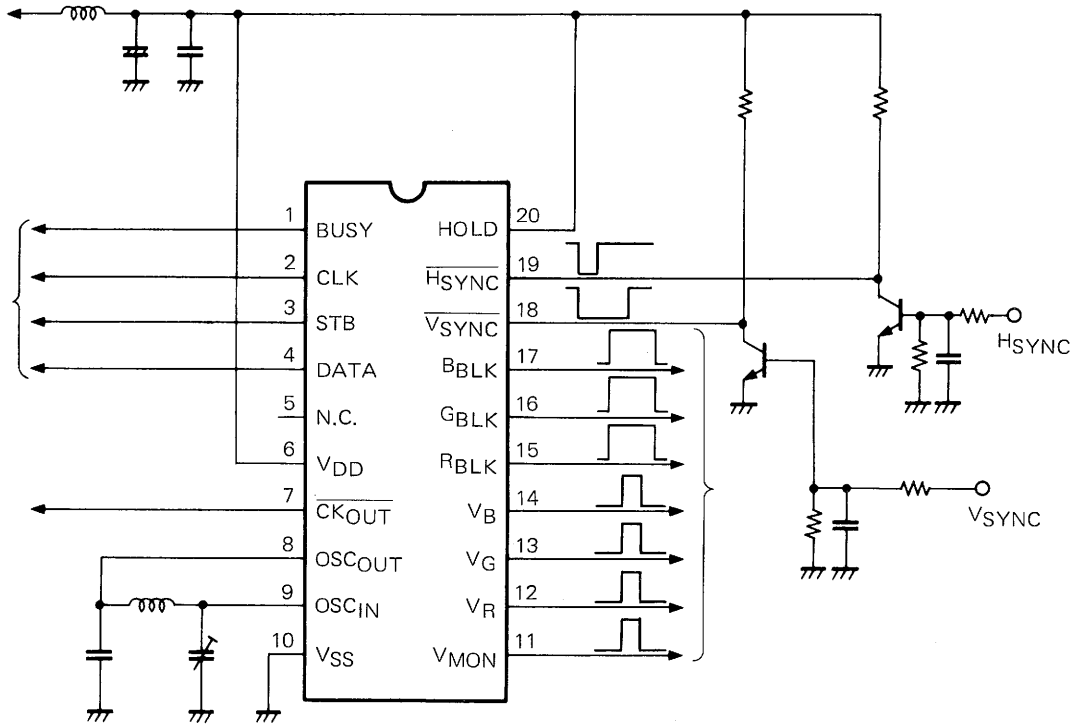 1 BUSY
2 CLK
3 STB
4 DATA
5 N.C.
6 VDD
7 CKOUT
8 OSCOUT
9 OSCIN
10 VSS
HOLD 20
HSYNC 19
VSYNC 18
BBLK 17
GBLK 16
RBLK 15
VB 14
VG 13
VR 12
VMON 11
HSYNC
VSYNC